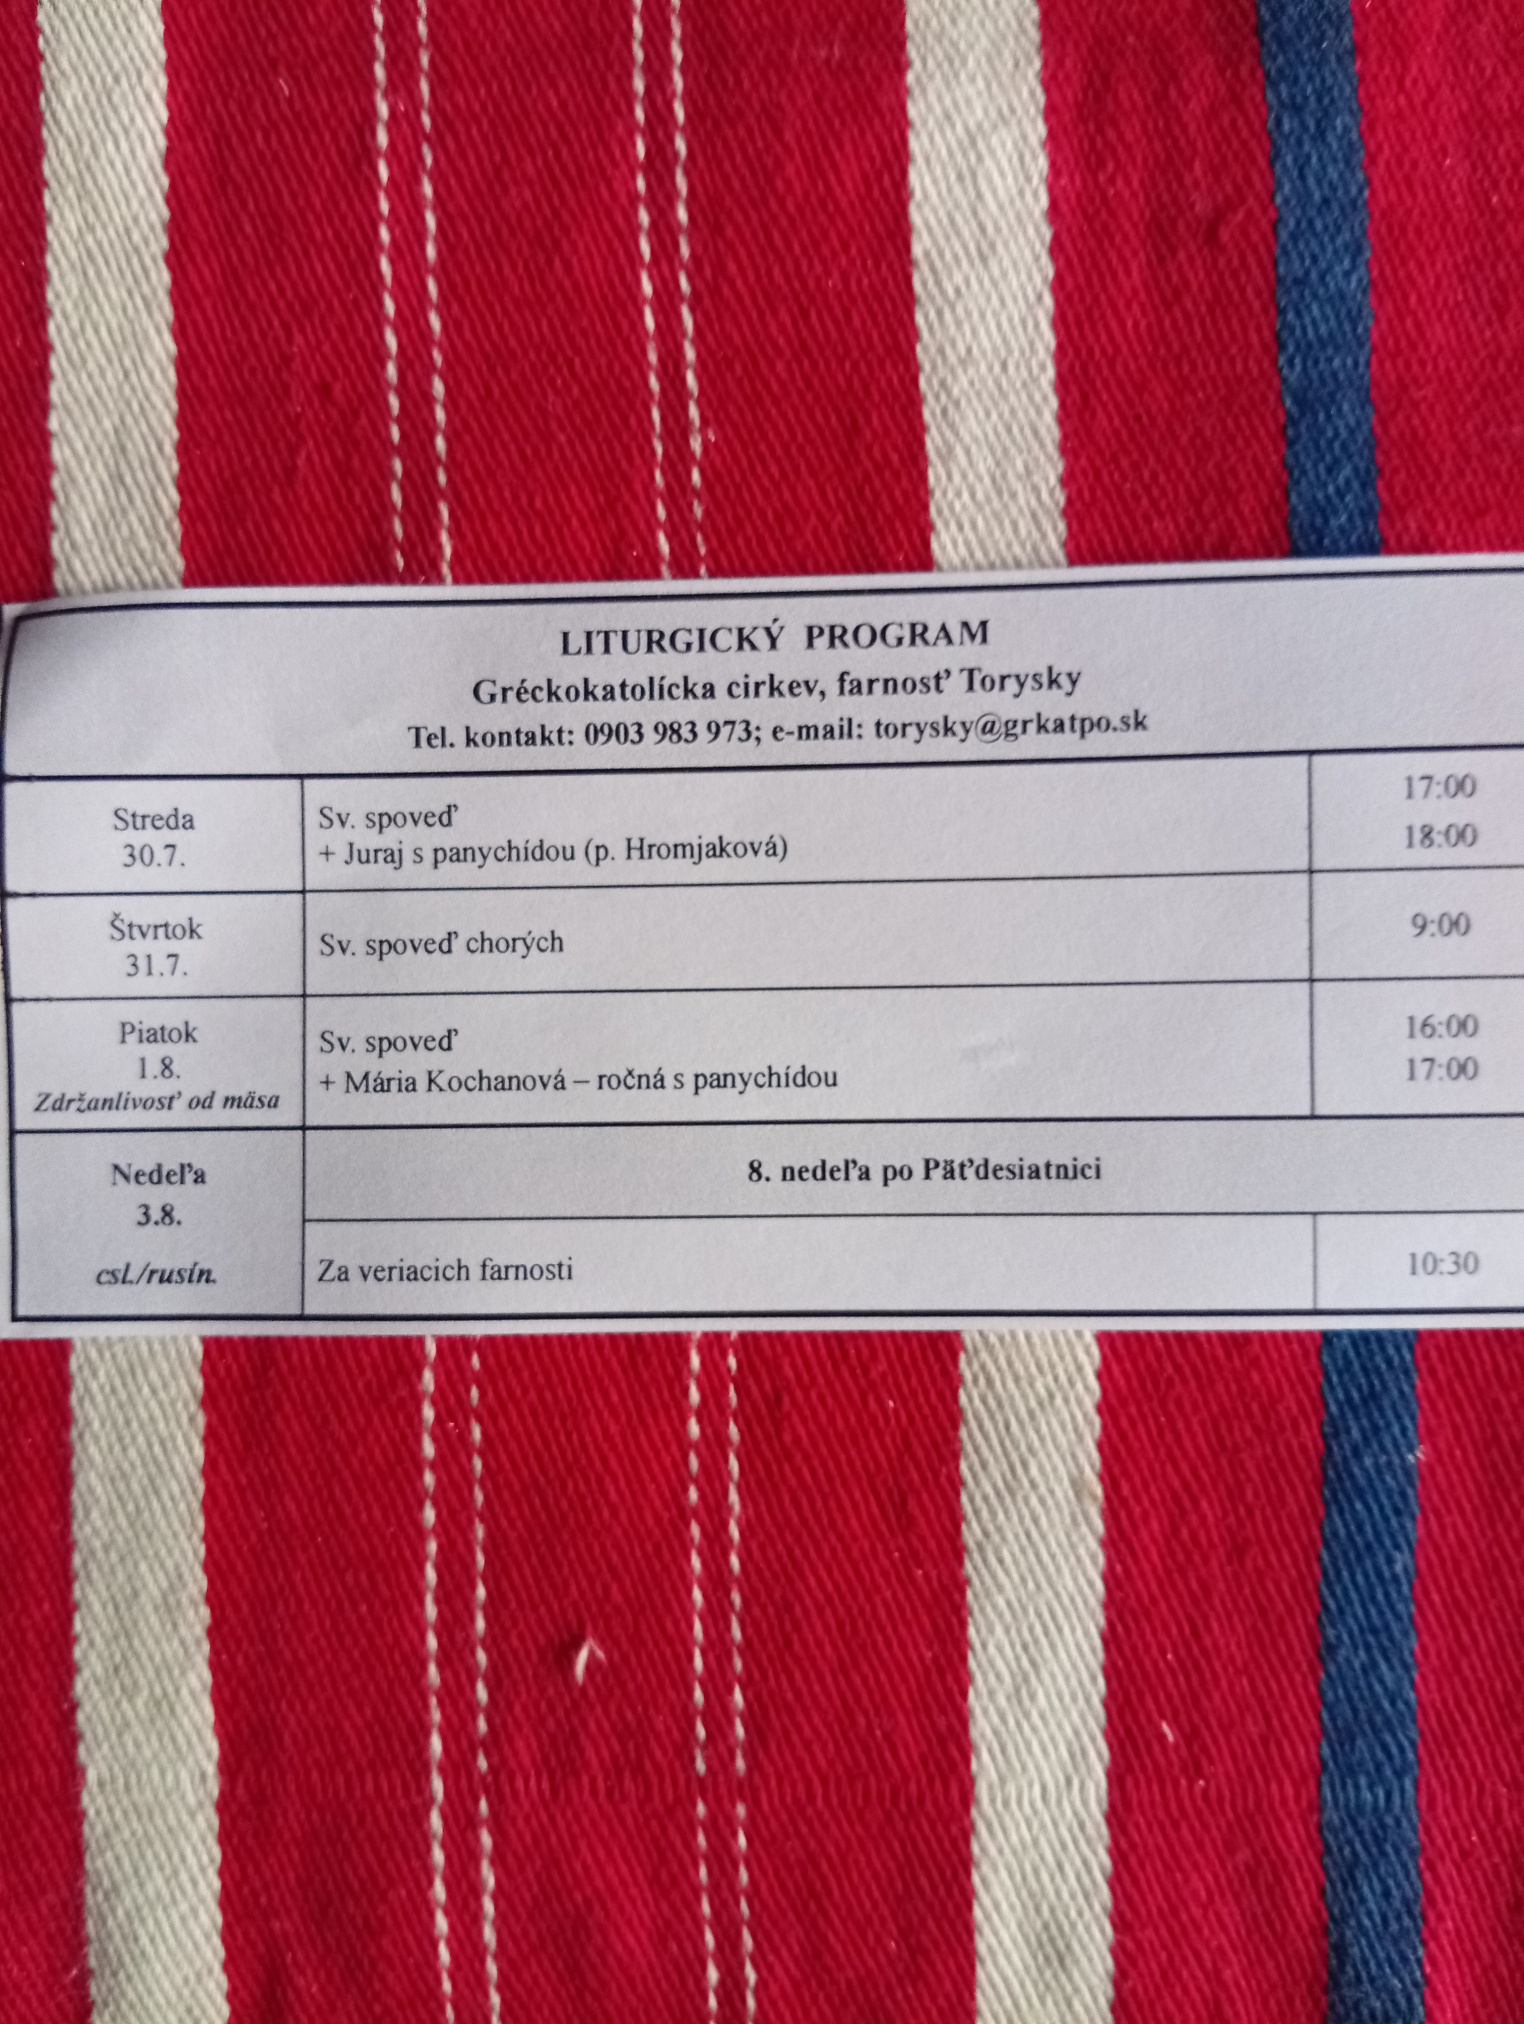 LITURGICKÝ PROGRAM
Gréckokatolícka cirkev, farnosť Torysky
Tel. kontakt: 0903 983 973; e-mail: torysky@grkatpo.sk
Streda
30.7.
Sv. spoveď
+ Juraj s panychídou (p. Hromjaková)
17:00
18:00
Štvrtok
31.7.
Sv. spoveď chorých
9:00
Piatok
1.8.
Zdržanlivosť od mäsa
Sv. spoveď
+ Mária Kochanová – ročná s panychídou
16:00
17:00
Nedeľa
3.8.
csl./rusín.
8. nedeľa po Päťdesiatnici
Za veriacich farnosti
10:30